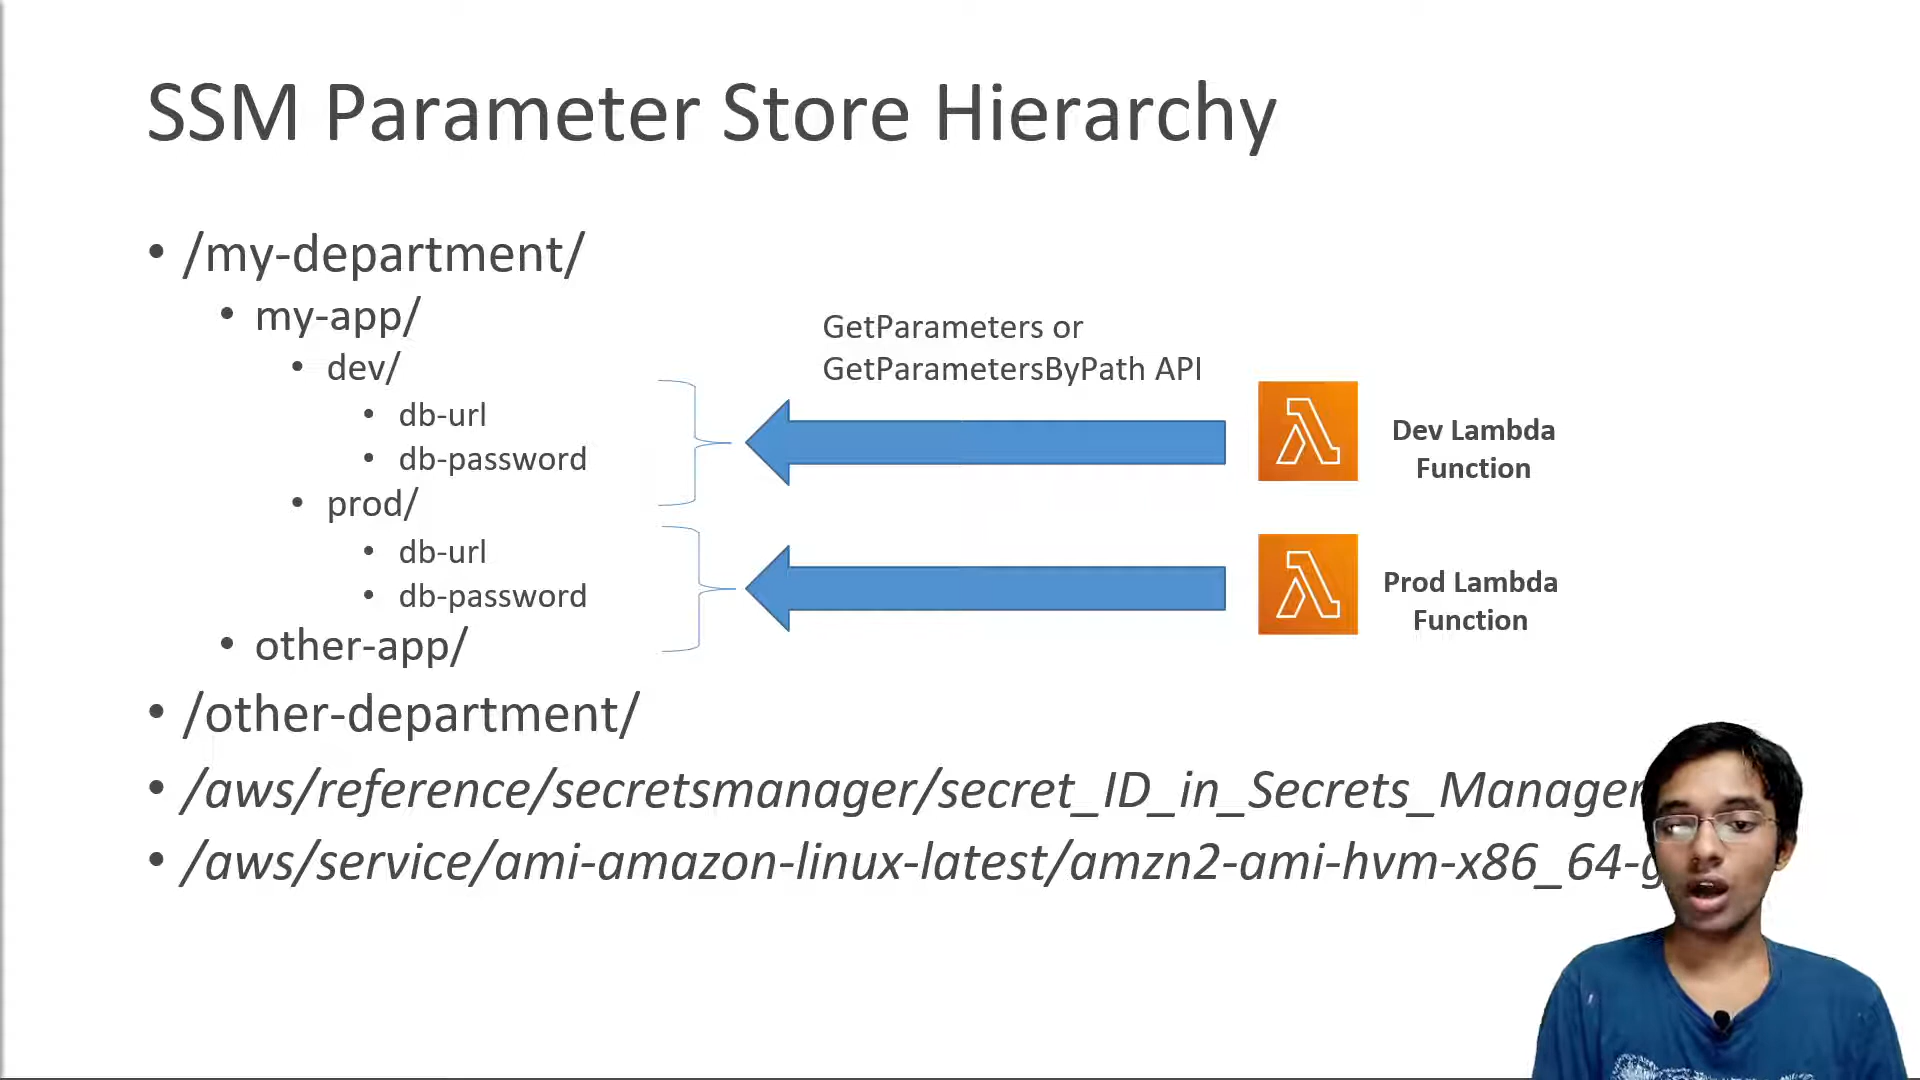 SSM Parameter Store Hierarchy
• /my-department/
• my-app/
• dev/
• db-url
• db-password
• prod/
• db-url
• db-password
• other-app/
• /other-department/
• /aws/reference/secretsmanager/secret_ID_in_Secrets_Manager
• /aws/service/ami-amazon-linux-latest/amzn2-ami-hvm-x86_64-g
GetParameters or
GetParametersByPath API
Dev Lambda
Function
Prod Lambda
Function